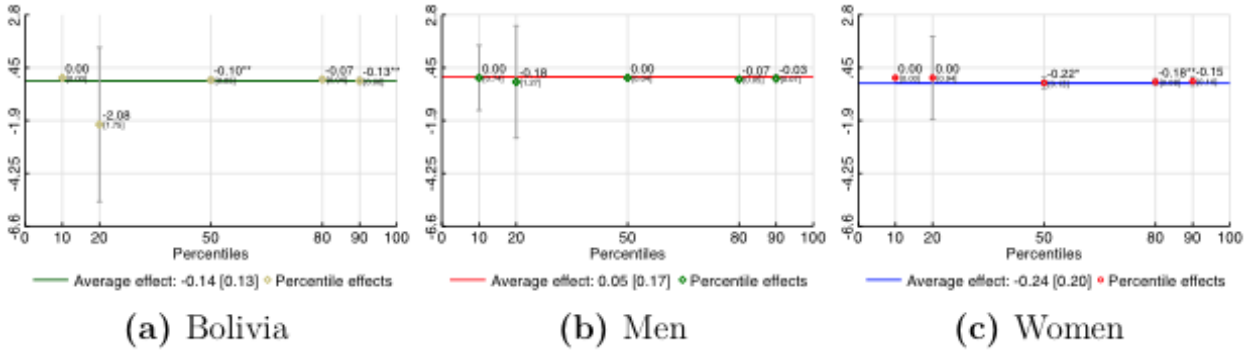 2.8 .45 -1.9 -4.25 -6.6
0.00
-2.08
[1.75]
-0.10**
-0.07
-0.13**
0 10 20 50 80 90 100
Percentiles
Average effect: -0.14 [0.13] Percentile effects
(a) Bolivia
2.8 .45 -1.9 -4.25 -6.6
0.00
-0.18
[1.27]
0.00
-0.07
-0.03
0 10 20 50 80 90 100
Percentiles
Average effect: 0.05 [0.17] Percentile effects
(b) Men
2.8 .45 -1.9 -4.25 -6.6
0.00
0.00
-0.22*
-0.18**
-0.15
0 10 20 50 80 90 100
Percentiles
Average effect: -0.24 [0.20] Percentile effects
(c) Women